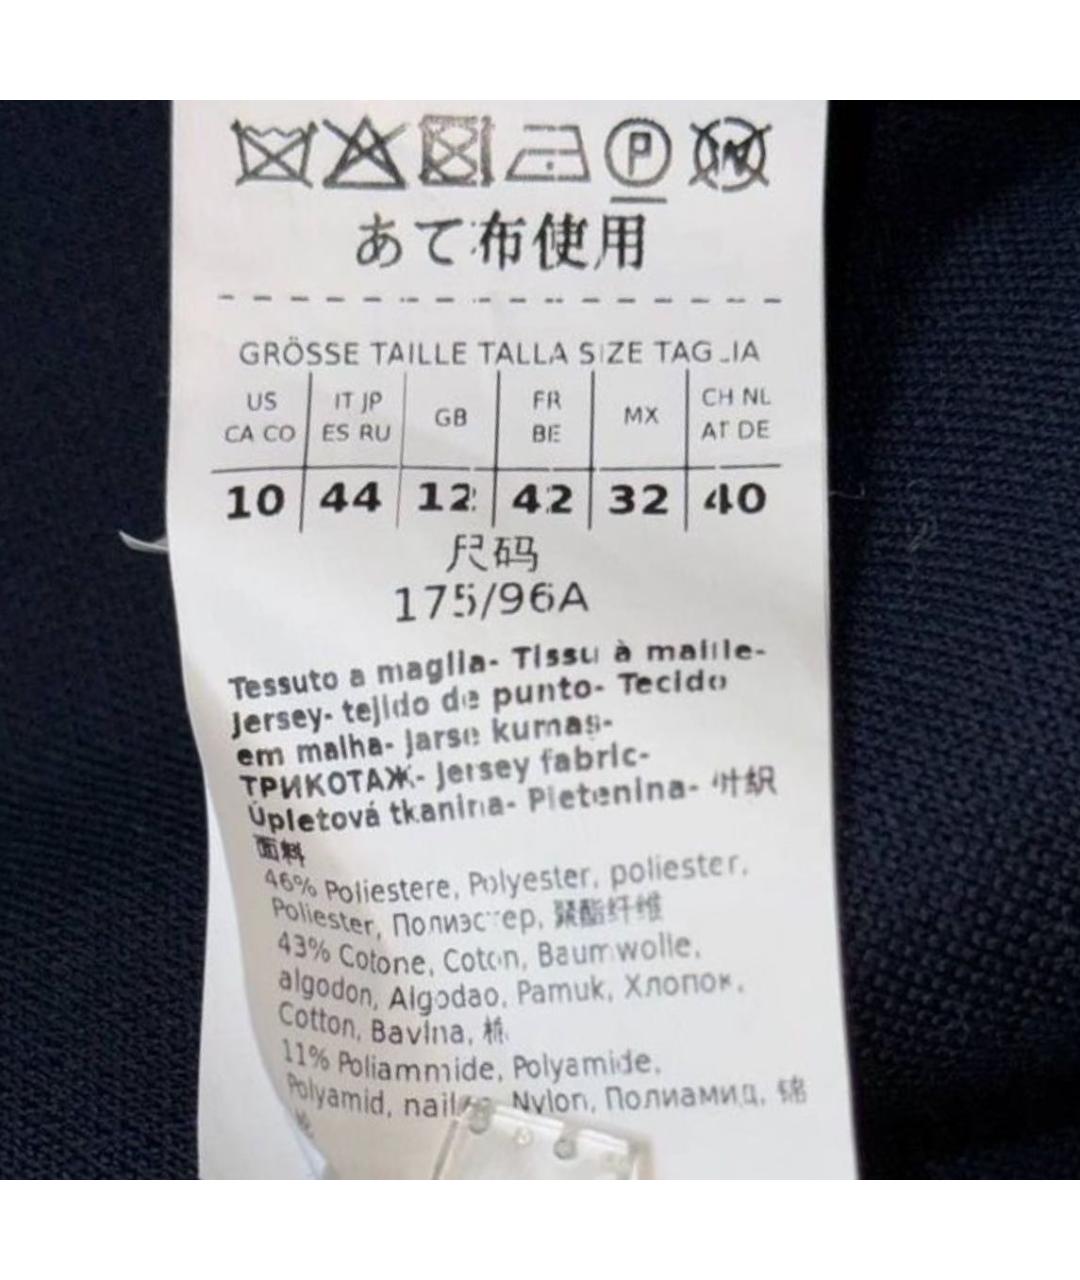 P
あて布使用
GRÖSSE TAILLE TALLA SIZE TAGLIA
US CA CO | IT JP ES RU | GB | FR BE | MX | CH NL AT DE
10 | 44 | 12 | 42 | 32 | 40
尺码
175/96A
Tessuto a maglia- Tissu à maille-
Jersey- tejido de punto- Tecido
em malha- Jarse kumaş-
ТРИКОТАЖ- Jersey fabric-
Úpletová tkanina- Pletenina- 针织
面料
46% Poliestere, Polyester, poliester,
Poliester, Полиэстер, 聚酯纤维
43% Cotone, Coton, Baumwolle,
algodon, Algodao, Pamuk, Хлопок,
Cotton, Bavlna, 棉
11% Poliammide, Polyamide,
Polyamid, Nylon, Полиамид, 锦